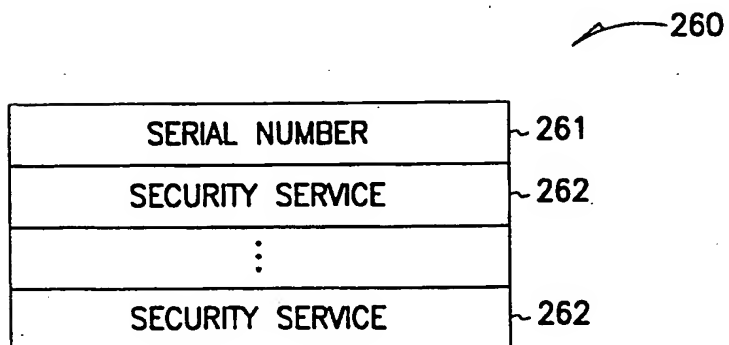 260
SERIAL NUMBER 261
SECURITY SERVICE 262
⋮
SECURITY SERVICE 262